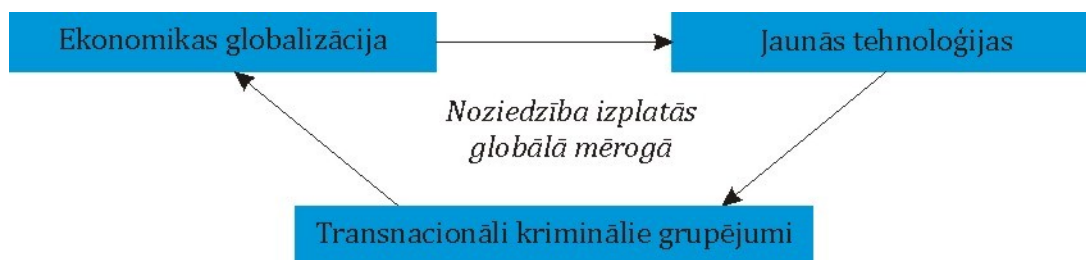 Ekonomikas globalizācija
Jaunās tehnoloģijas
Noziedzība izplatās
globālā mērogā
Transnacionāli kriminālie grupējumi